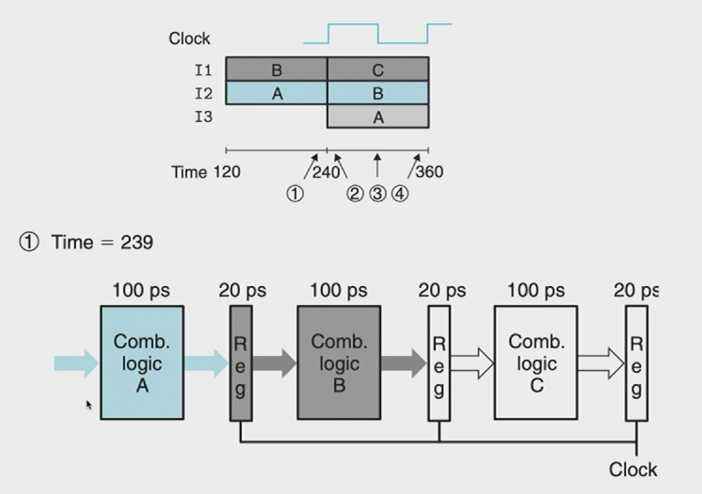 Clock
I1 B C
I2 A B
I3 A
Time 120 240 360
① ② ③ ④
① Time = 239
100 ps 20 ps 100 ps 20 ps 100 ps 20 ps
Comb. logic A
Reg
Comb. logic B
Reg
Comb. logic C
Reg
Clock